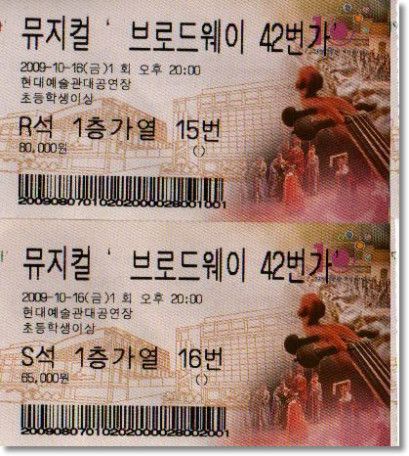 뮤지컬 ' 브로드웨이 42번가'
2009-10-16(금)1 회 오후 20:00
현대예술관대공연장
초등학생이상
R석 1층가열 15번
80,000원
()
20090807010202000028001001
뮤지컬 ' 브로드웨이 42번가'
2009-10-16(금)1 회 오후 20:00
현대예술관대공연장
초등학생이상
S석 1층가열 16번
65,000원
()
20090807010202000028002001